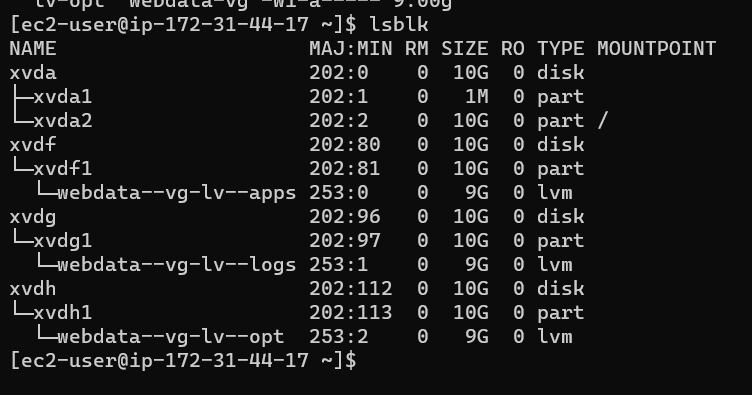 lv-opt webdata-vg -wi-a----- 9.00g
[ec2-user@ip-172-31-44-17 ~]$ lsblk
NAME                     MAJ:MIN RM SIZE RO TYPE MOUNTPOINT
xvda                     202:0    0  10G  0 disk
├─xvda1                  202:1    0   1M  0 part
└─xvda2                  202:2    0  10G  0 part /
xvdf                     202:80   0  10G  0 disk
└─xvdf1                  202:81   0  10G  0 part
  └─webdata--vg-lv--apps 253:0    0   9G  0 lvm
xvdg                     202:96   0  10G  0 disk
└─xvdg1                  202:97   0  10G  0 part
  └─webdata--vg-lv--logs 253:1    0   9G  0 lvm
xvdh                     202:112  0  10G  0 disk
└─xvdh1                  202:113  0  10G  0 part
  └─webdata--vg-lv--opt  253:2    0   9G  0 lvm
[ec2-user@ip-172-31-44-17 ~]$